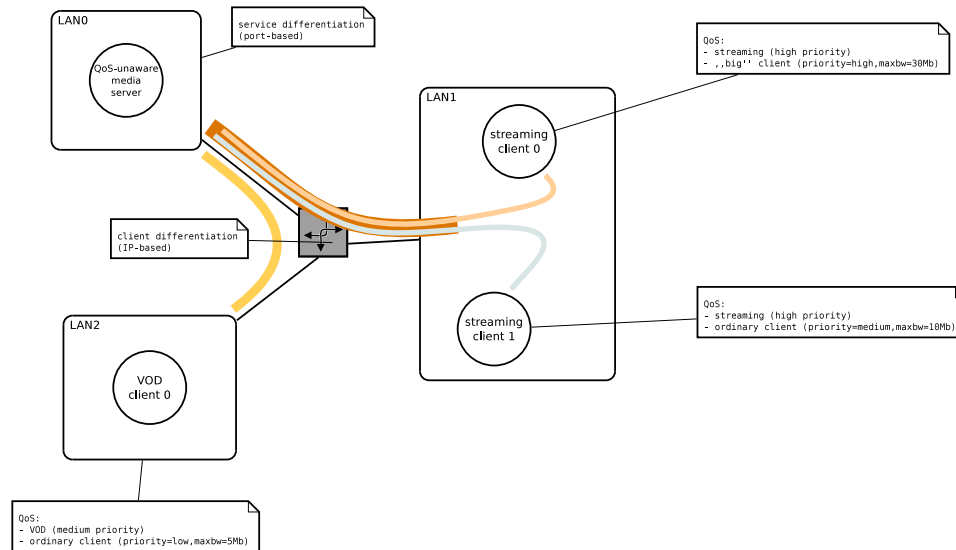 LAN0
QoS-unaware
media
server
service differentiation
(port-based)
QoS:
- streaming (high priority)
- ,,big'' client (priority=high,maxbw=30Mb)
LAN1
streaming
client 0
client differentiation
(IP-based)
streaming
client 1
QoS:
- streaming (high priority)
- ordinary client (priority=medium,maxbw=10Mb)
LAN2
VOD
client 0
QoS:
- VOD (medium priority)
- ordinary client (priority=low,maxbw=5Mb)